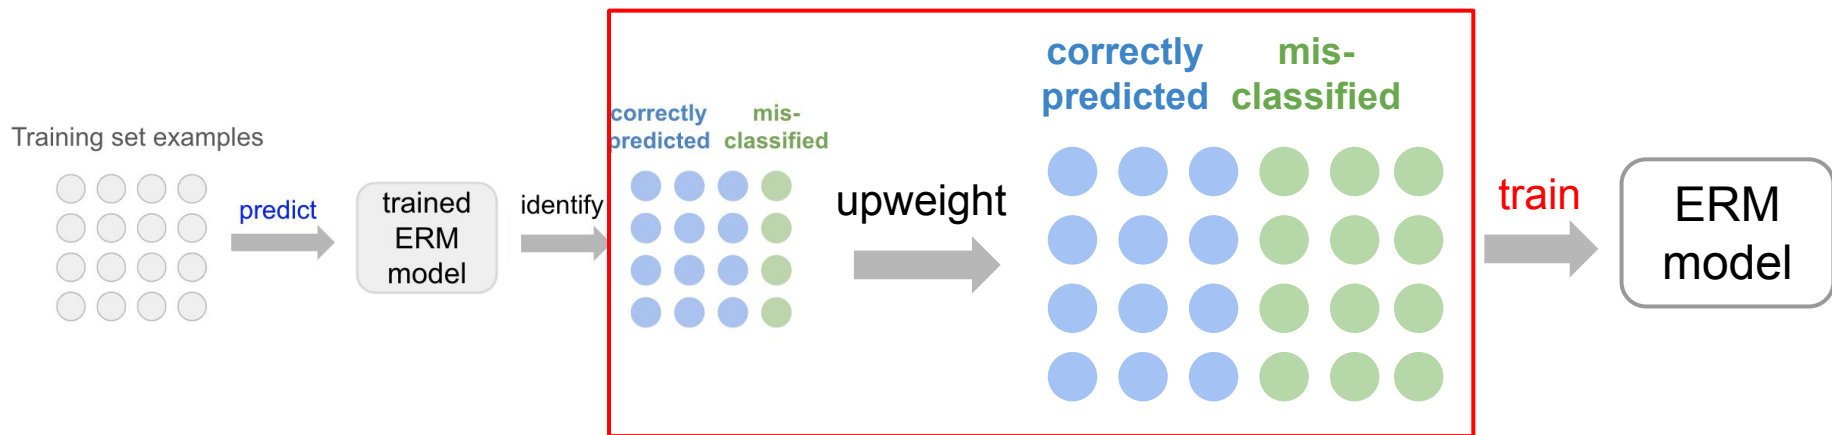 Training set examples
predict
trained
ERM
model
identify
correctly
predicted
mis-
classified
upweight
correctly
predicted
mis-
classified
train
ERM
model